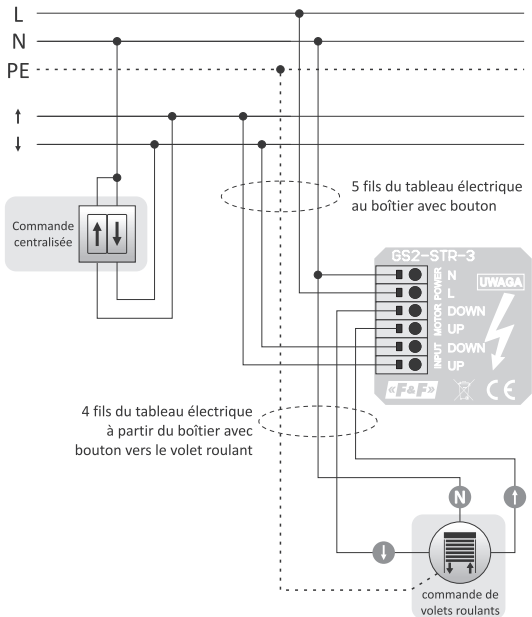 L
N
PE
↑
↓
5 fils du tableau électrique
au boîtier avec bouton
Commande
centralisée
GS2-STR-3
POWER
N
L
UWAGA
MOTOR
DOWN
UP
INPUT
DOWN
UP
«F&F»
CE
4 fils du tableau électrique
à partir du boîtier avec
bouton vers le volet roulant
N
commande de
volets roulants